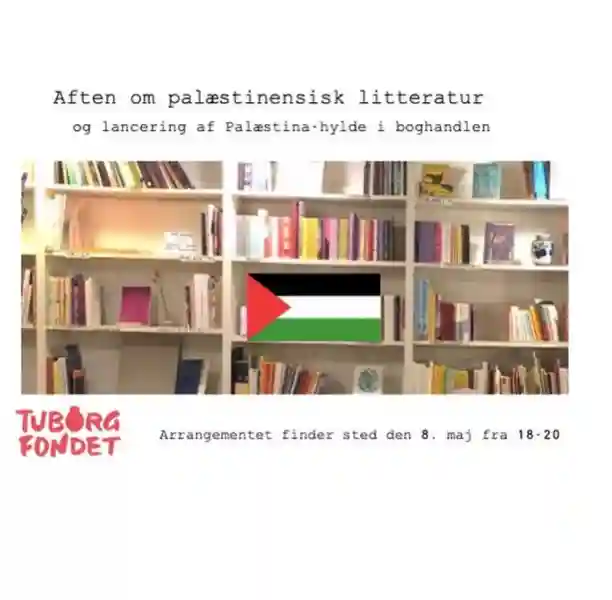 Aften om palæstinensisk litteratur
og lancering af Palæstina-hylde i boghandlen
TUBORG
FONDET
Arrangementet finder sted den 8. maj fra 18-20